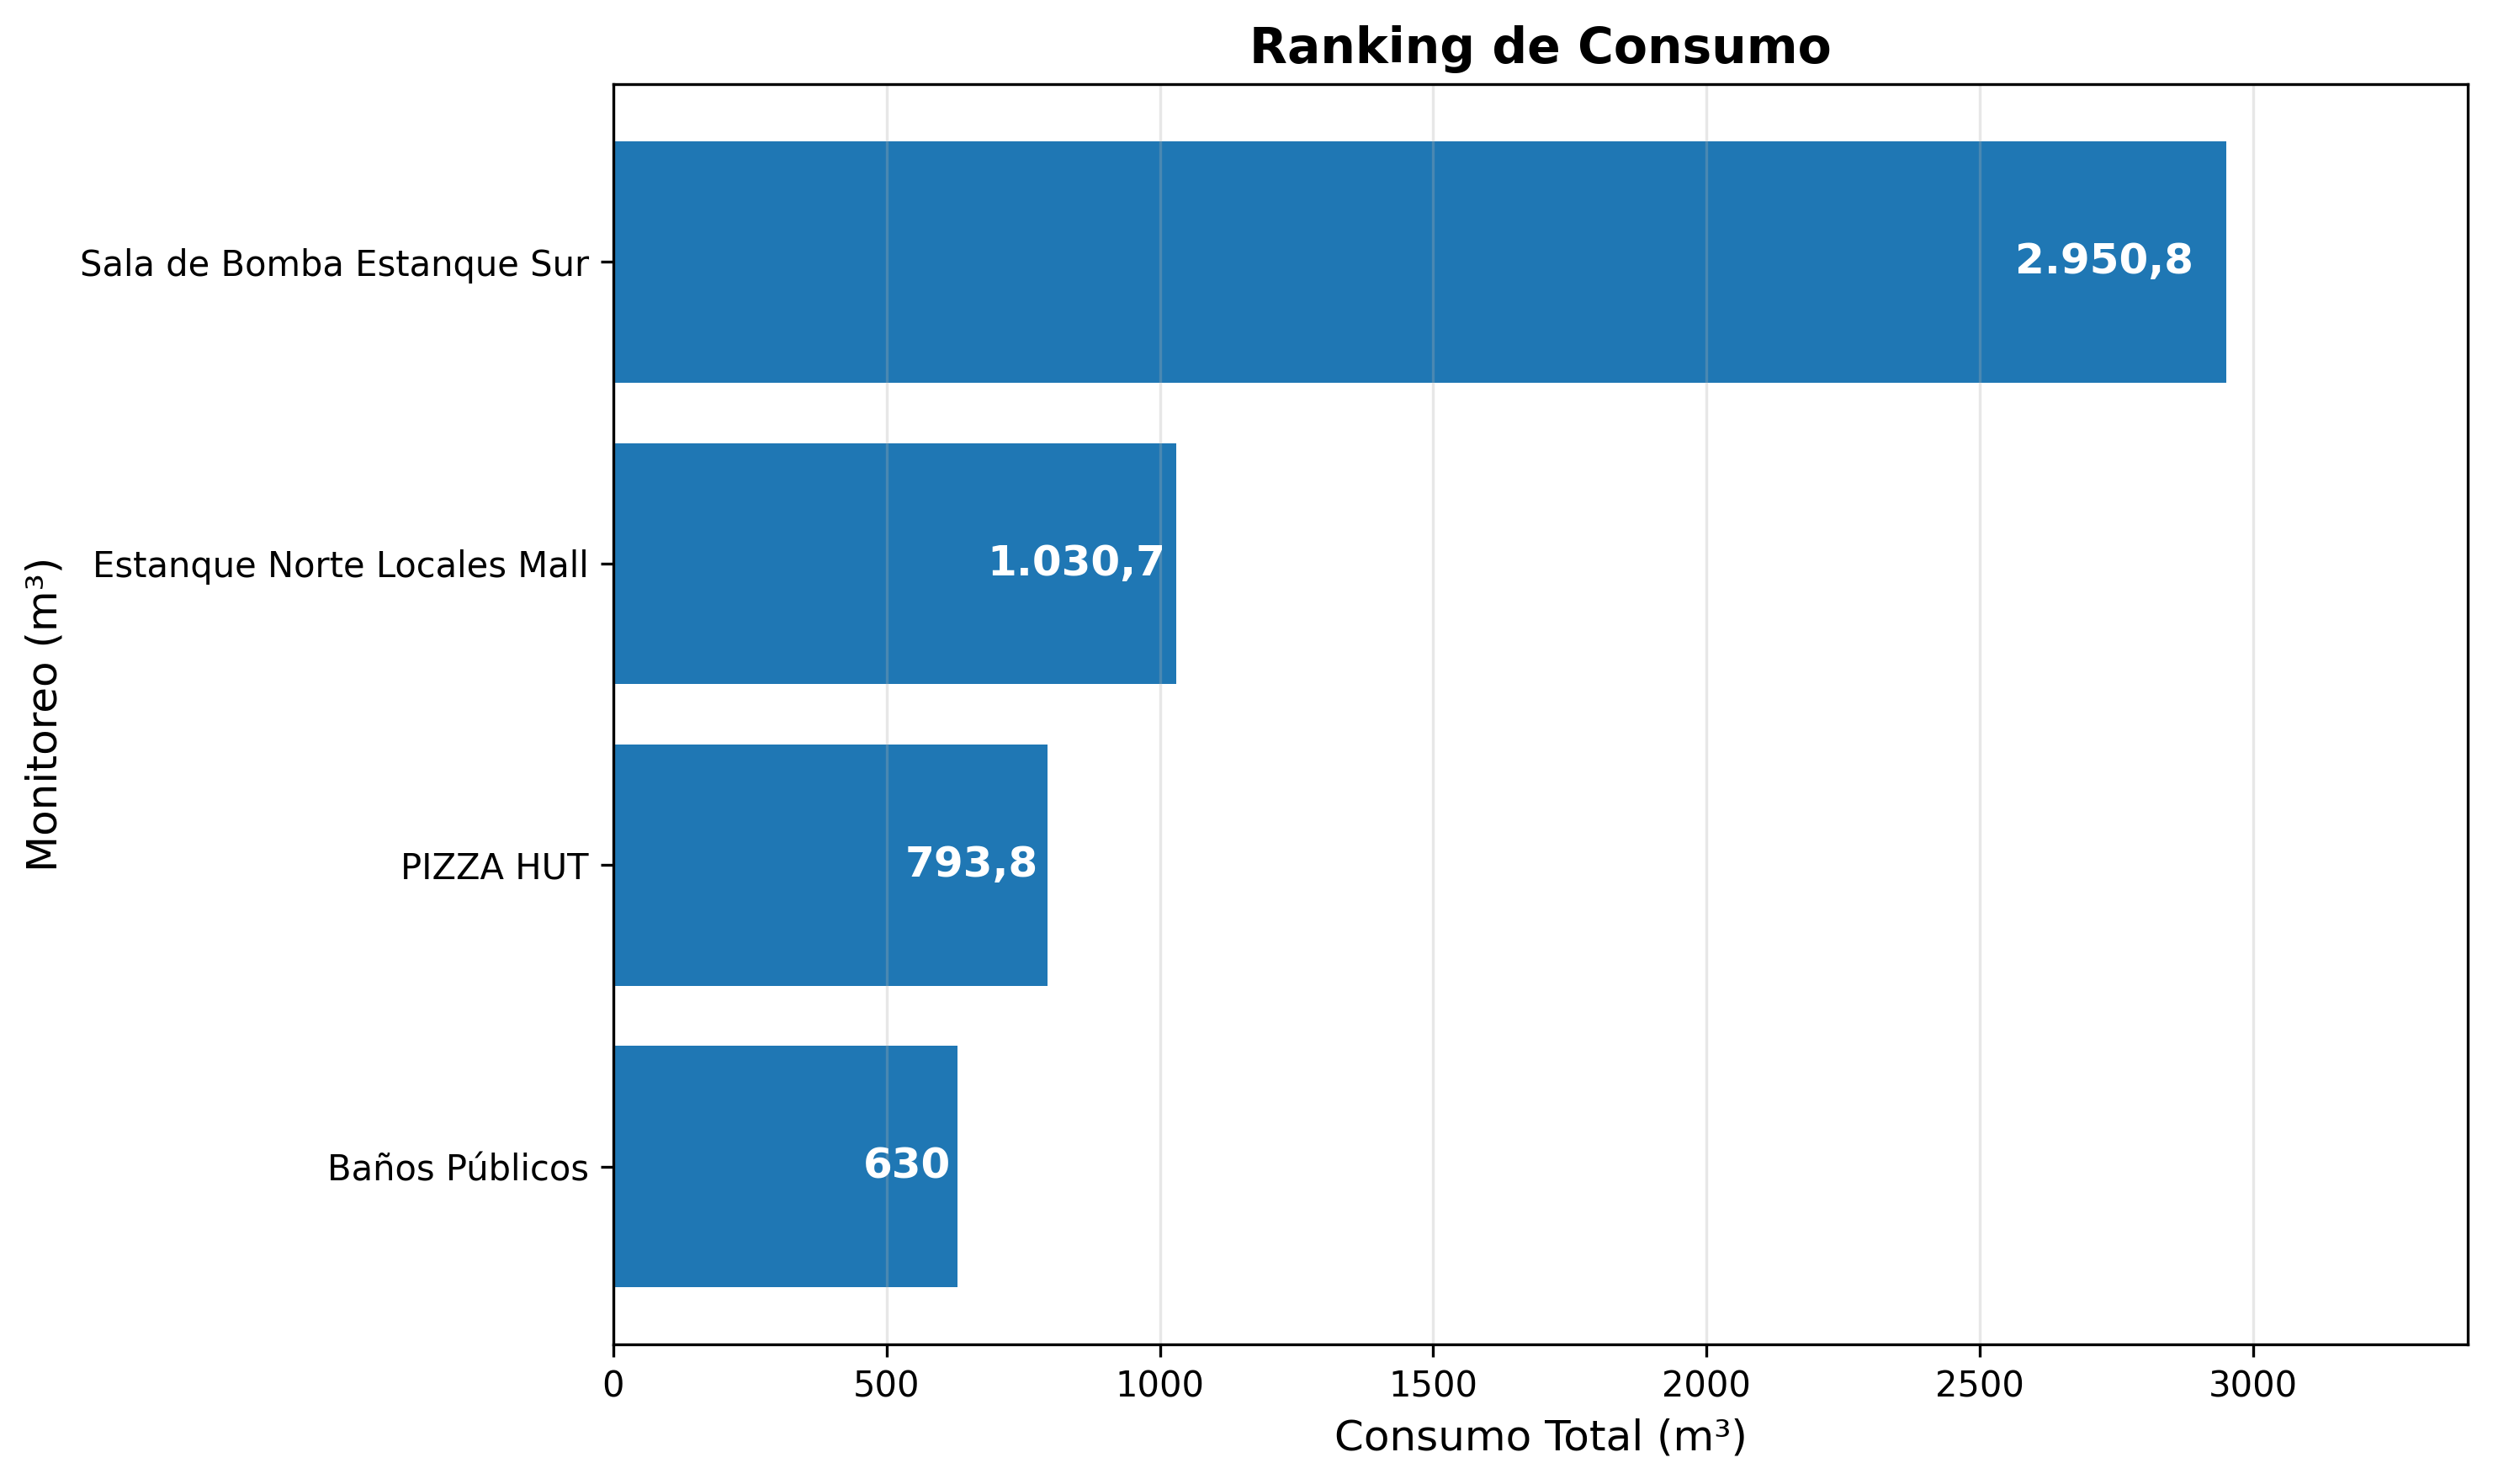 Ranking de Consumo
Sala de Bomba Estanque Sur
2.950,8
Estanque Norte Locales Mall
1.030,7
PIZZA HUT
793,8
Baños Públicos
630
Monitoreo (m³)
0 500 1000 1500 2000 2500 3000
Consumo Total (m³)